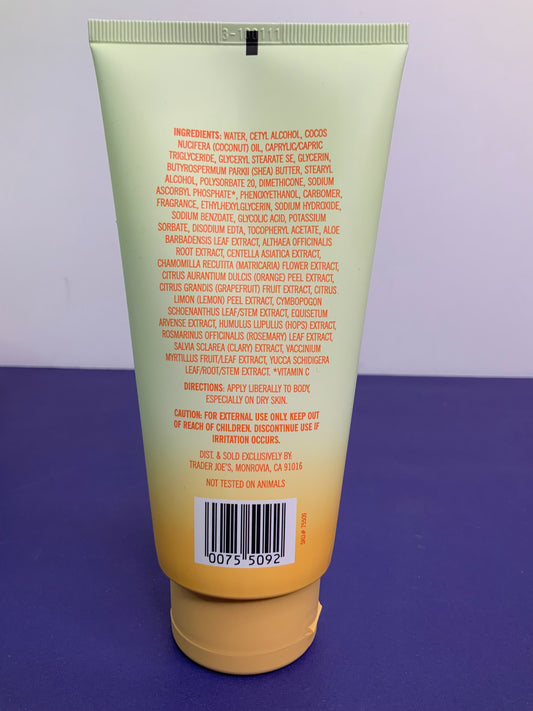 INGREDIENTS: WATER, CETYL ALCOHOL, COCOS
NUCIFERA (COCONUT) OIL, CAPRYLIC/CAPRIC
TRIGLYCERIDE, GLYCERYL STEARATE SE, GLYCERIN,
BUTYROSPERMUM PARKII (SHEA) BUTTER, STEARYL
ALCOHOL, POLYSORBATE 20, DIMETHICONE, SODIUM
ASCORBYL PHOSPHATE*, PHENOXYETHANOL, CARBOMER,
FRAGRANCE, ETHYLHEXYLGLYCERIN, SODIUM HYDROXIDE,
SODIUM BENZOATE, GLYCOLIC ACID, POTASSIUM
SORBATE, DISODIUM EDTA, TOCOPHERYL ACETATE, ALOE
BARBADENSIS LEAF EXTRACT, ALTHAEA OFFICINALIS
ROOT EXTRACT, CENTELLA ASIATICA EXTRACT,
CHAMOMILLA RECUTITA (MATRICARIA) FLOWER EXTRACT,
CITRUS AURANTIUM DULCIS (ORANGE) PEEL EXTRACT,
CITRUS GRANDIS (GRAPEFRUIT) FRUIT EXTRACT, CITRUS
LIMON (LEMON) PEEL EXTRACT, CYMBOPOGON
SCHOENANTHUS LEAF/STEM EXTRACT, EQUISETUM
ARVENSE EXTRACT, HUMULUS LUPULUS (HOPS) EXTRACT,
ROSMARINUS OFFICINALIS (ROSEMARY) LEAF EXTRACT,
SALVIA SCLAREA (CLARY) EXTRACT, VACCINIUM
MYRTILLUS FRUIT/LEAF EXTRACT, YUCCA SCHIDIGERA
LEAF/ROOT/STEM EXTRACT. *VITAMIN C
DIRECTIONS: APPLY LIBERALLY TO BODY,
ESPECIALLY ON DRY SKIN.
CAUTION: FOR EXTERNAL USE ONLY. KEEP OUT
OF REACH OF CHILDREN. DISCONTINUE USE IF
IRRITATION OCCURS.
DIST. & SOLD EXCLUSIVELY BY:
TRADER JOE'S, MONROVIA, CA 91016
NOT TESTED ON ANIMALS
0075 5092
SKU# 75509